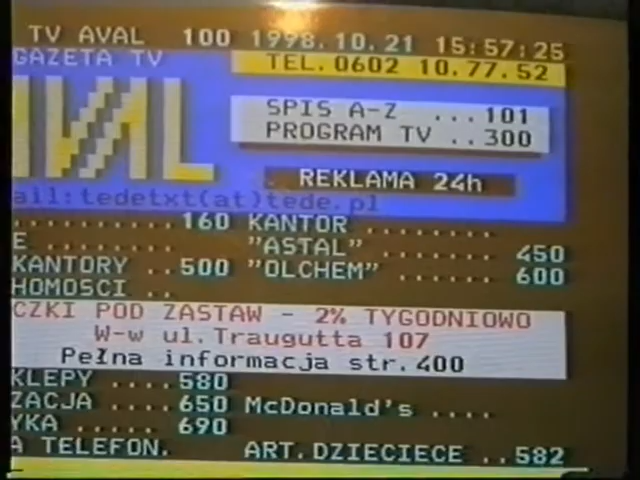 TV AVAL 100 1998.10.21 15:57:25
GAZETA TV
TEL.0602 10.77.52
AVAL
SPIS A-Z ...101
PROGRAM TV ..300
REKLAMA 24h
ail:tedetxt(at)tede.pl
..........160 KANTOR ........
E ........ "ASTAL" ....... 450
KANTORY ..500 "OLCHEM" ...... 600
HOMOSCI ..
CZKI POD ZASTAW - 2% TYGODNIOWO
W-w ul.Traugutta 107
Pełna informacja str.400
KLEPY ....580
ZACJA ....650 McDonald's ....
YKA ..... 690
A TELEFON. ART.DZIECIECE ..582